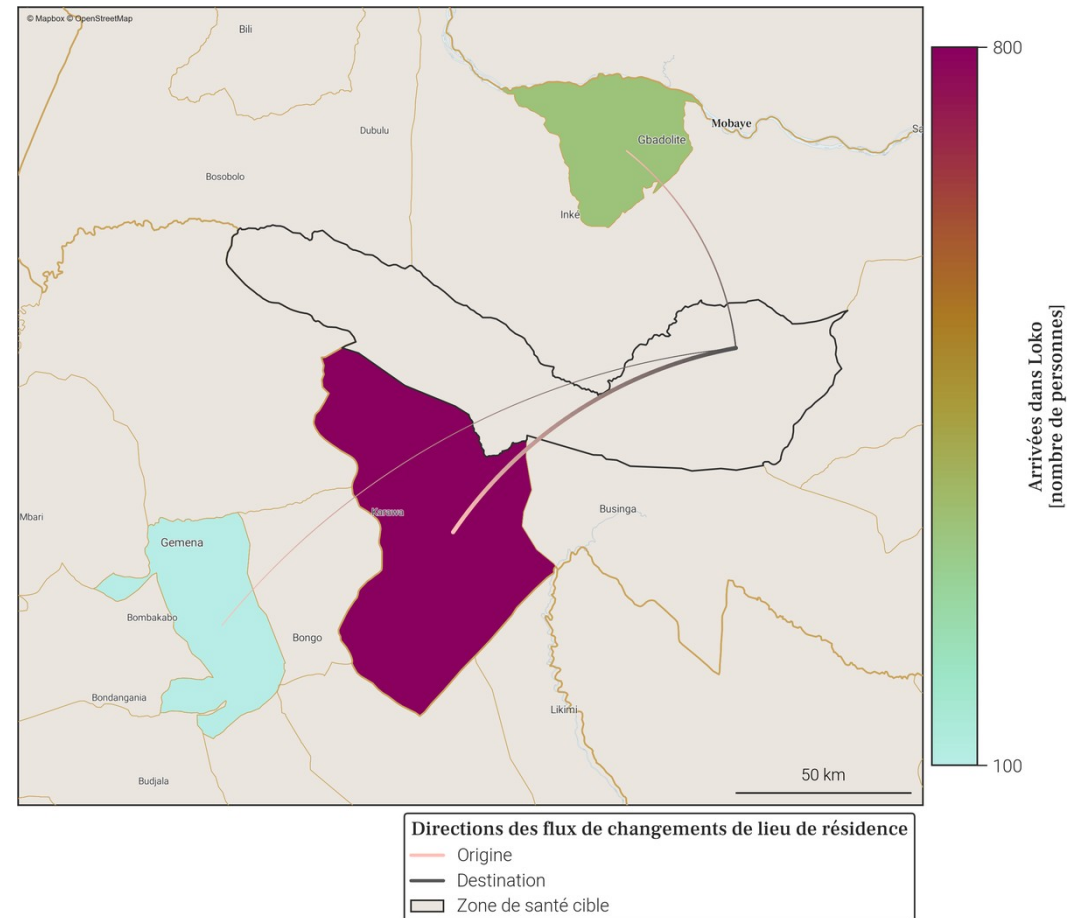 © Mapbox © OpenStreetMap
Bili
Dubulu
Mobaye
Gbadolite
Bosobolo
Inke
Karawa
Mbari
Businga
Gemena
Bombakabo
Bongo
Bondangania
Likimi
Budjala
50 km
800
100
Arrivées dans Loko
[nombre de personnes]
Directions des flux de changements de lieu de résidence
Origine
Destination
Zone de santé cible